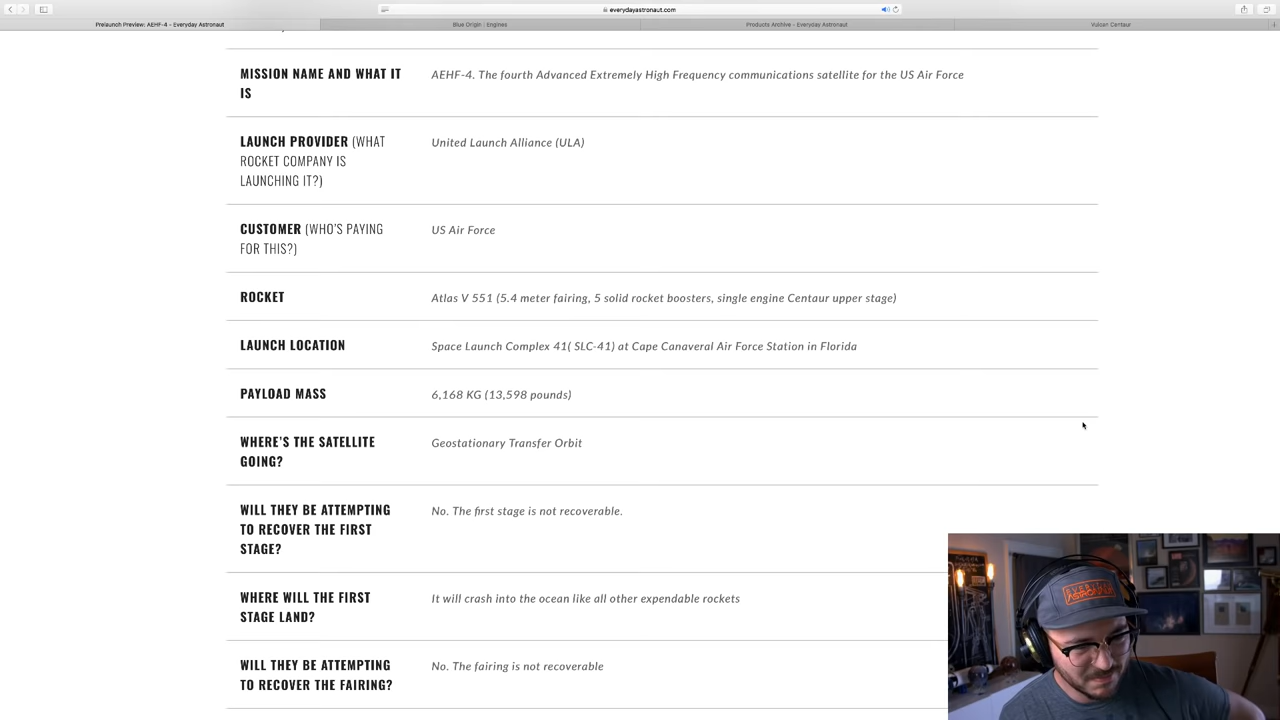 everydayastronaut.com
Prelaunch Preview: AEHF-4 - Everyday Astronaut
Blue Origin | Engines
Products Archive - Everyday Astronaut
Vulcan Centaur
MISSION NAME AND WHAT IT
IS
AEHF-4. The fourth Advanced Extremely High Frequency communications satellite for the US Air Force
LAUNCH PROVIDER (WHAT
ROCKET COMPANY IS
LAUNCHING IT?)
United Launch Alliance (ULA)
CUSTOMER (WHO'S PAYING
FOR THIS?)
US Air Force
ROCKET
Atlas V 551 (5.4 meter fairing, 5 solid rocket boosters, single engine Centaur upper stage)
LAUNCH LOCATION
Space Launch Complex 41( SLC-41) at Cape Canaveral Air Force Station in Florida
PAYLOAD MASS
6,168 KG (13,598 pounds)
WHERE'S THE SATELLITE
GOING?
Geostationary Transfer Orbit
WILL THEY BE ATTEMPTING
TO RECOVER THE FIRST
STAGE?
No. The first stage is not recoverable.
WHERE WILL THE FIRST
STAGE LAND?
It will crash into the ocean like all other expendable rockets
WILL THEY BE ATTEMPTING
TO RECOVER THE FAIRING?
No. The fairing is not recoverable
EVERYDAY
ASTRONAUT